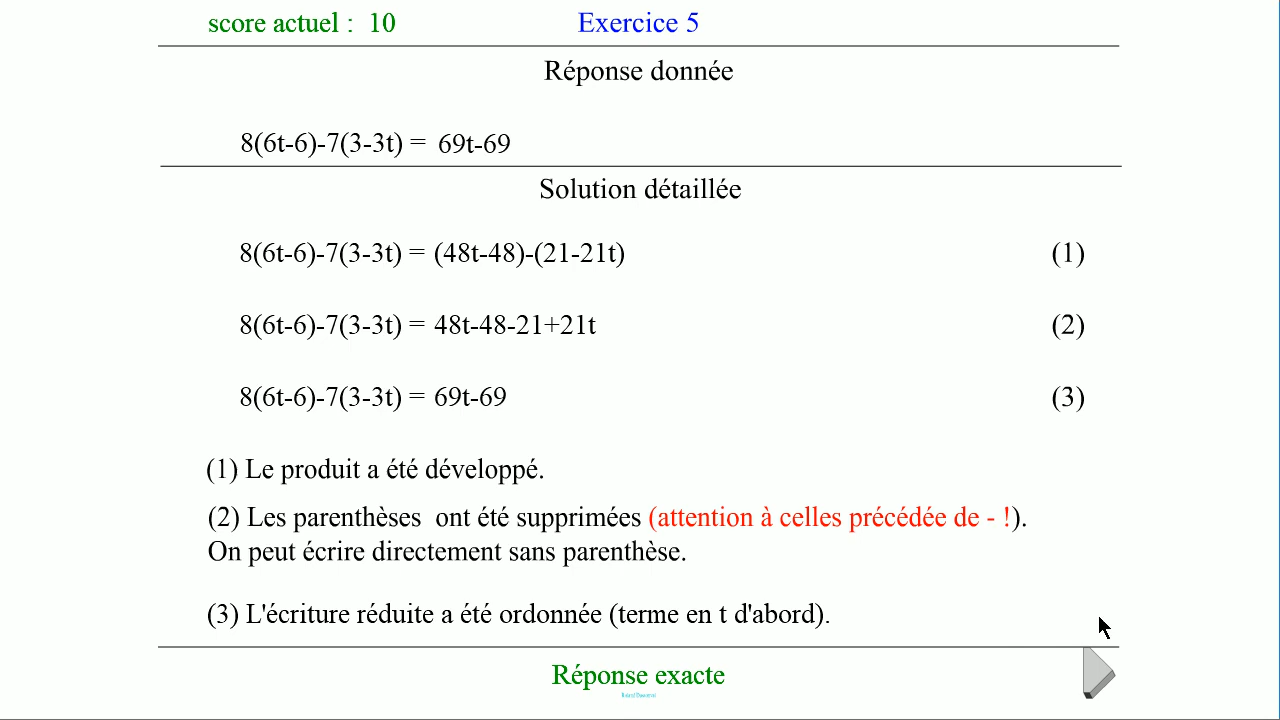 score actuel :  10
Exercice 5
Réponse donnée
8(6t-6)-7(3-3t) = 69t-69
Solution détaillée
8(6t-6)-7(3-3t) = (48t-48)-(21-21t) (1)
8(6t-6)-7(3-3t) = 48t-48-21+21t (2)
8(6t-6)-7(3-3t) = 69t-69 (3)
(1) Le produit a été développé.
(2) Les parenthèses  ont été supprimées (attention à celles précédée de - !).
On peut écrire directement sans parenthèse.
(3) L'écriture réduite a été ordonnée (terme en t d'abord).
Réponse exacte